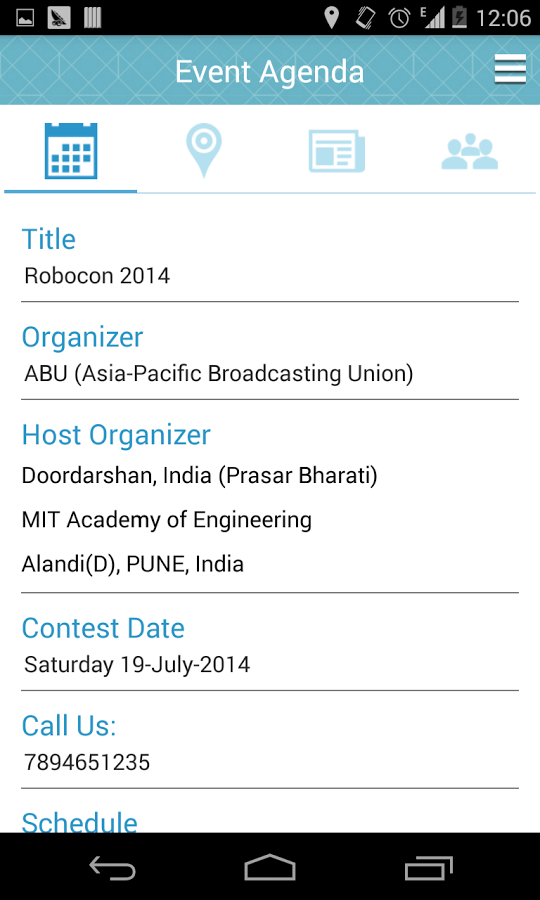 E 12:06
Event Agenda
Title
Robocon 2014
Organizer
ABU (Asia-Pacific Broadcasting Union)
Host Organizer
Doordarshan, India (Prasar Bharati)
MIT Academy of Engineering
Alandi(D), PUNE, India
Contest Date
Saturday 19-July-2014
Call Us:
7894651235
Schedule